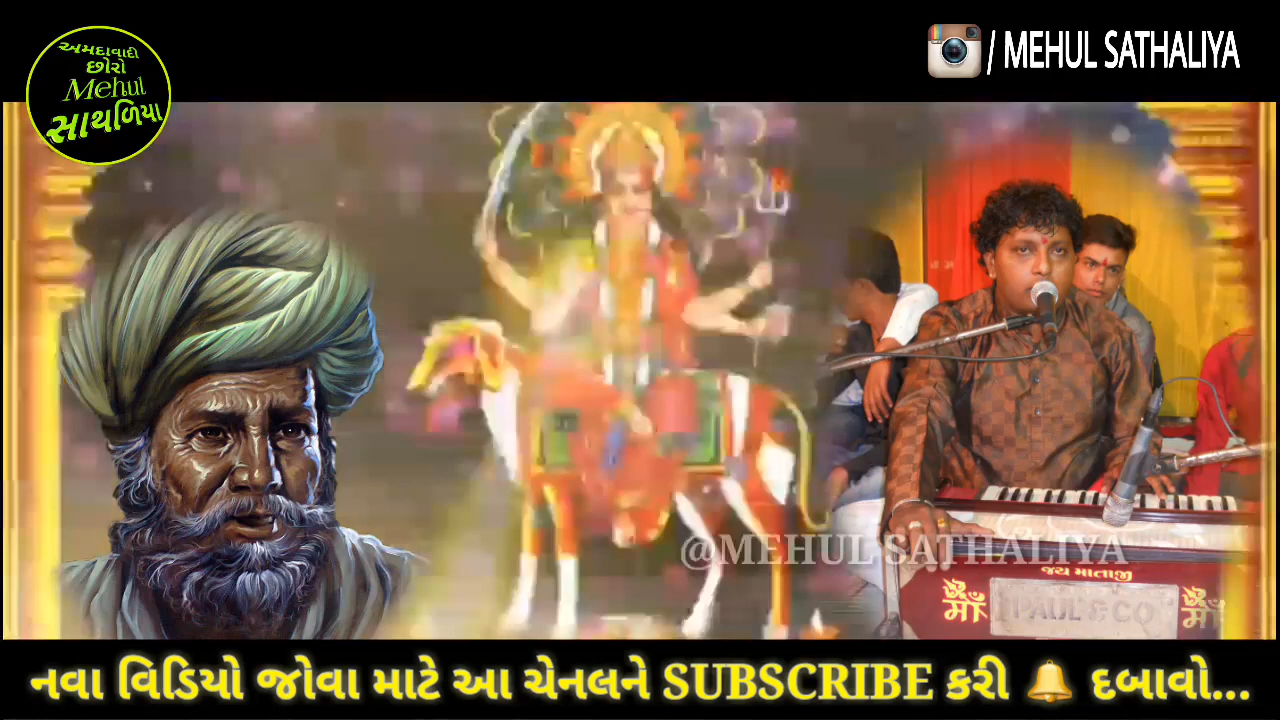 અમદાવાદી
છોરો
Mehul
સાથળિયા
/ MEHUL SATHALIYA
@MEHUL SATHALIYA
જય માતાજી
માઁ PAUL & CO માઁ
નવા વિડિયો જોવા માટે આ ચેનલને SUBSCRIBE કરી 🔔 દબાવો...